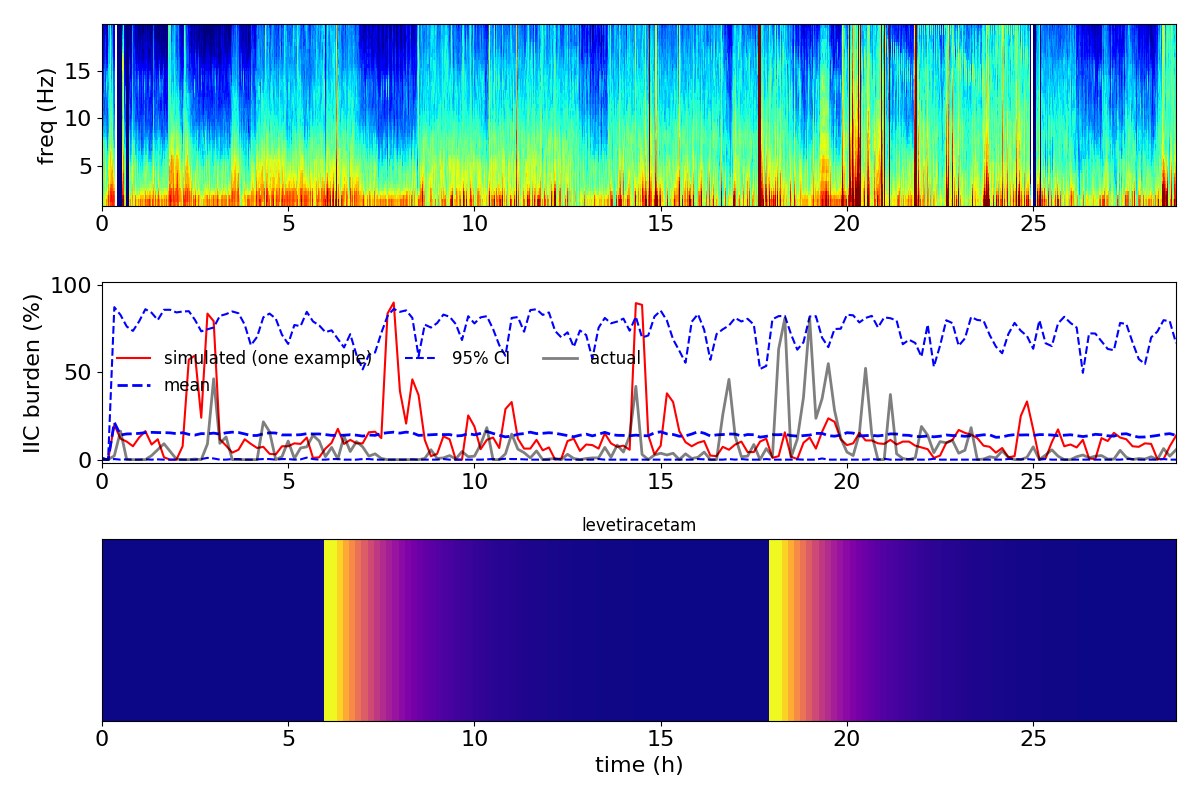 freq (Hz)
15
10
5
0 5 10 15 20 25
IIC burden (%)
100
50
0
simulated (one example) 95% CI actual
mean
0 5 10 15 20 25
levetiracetam
0 5 10 15 20 25
time (h)